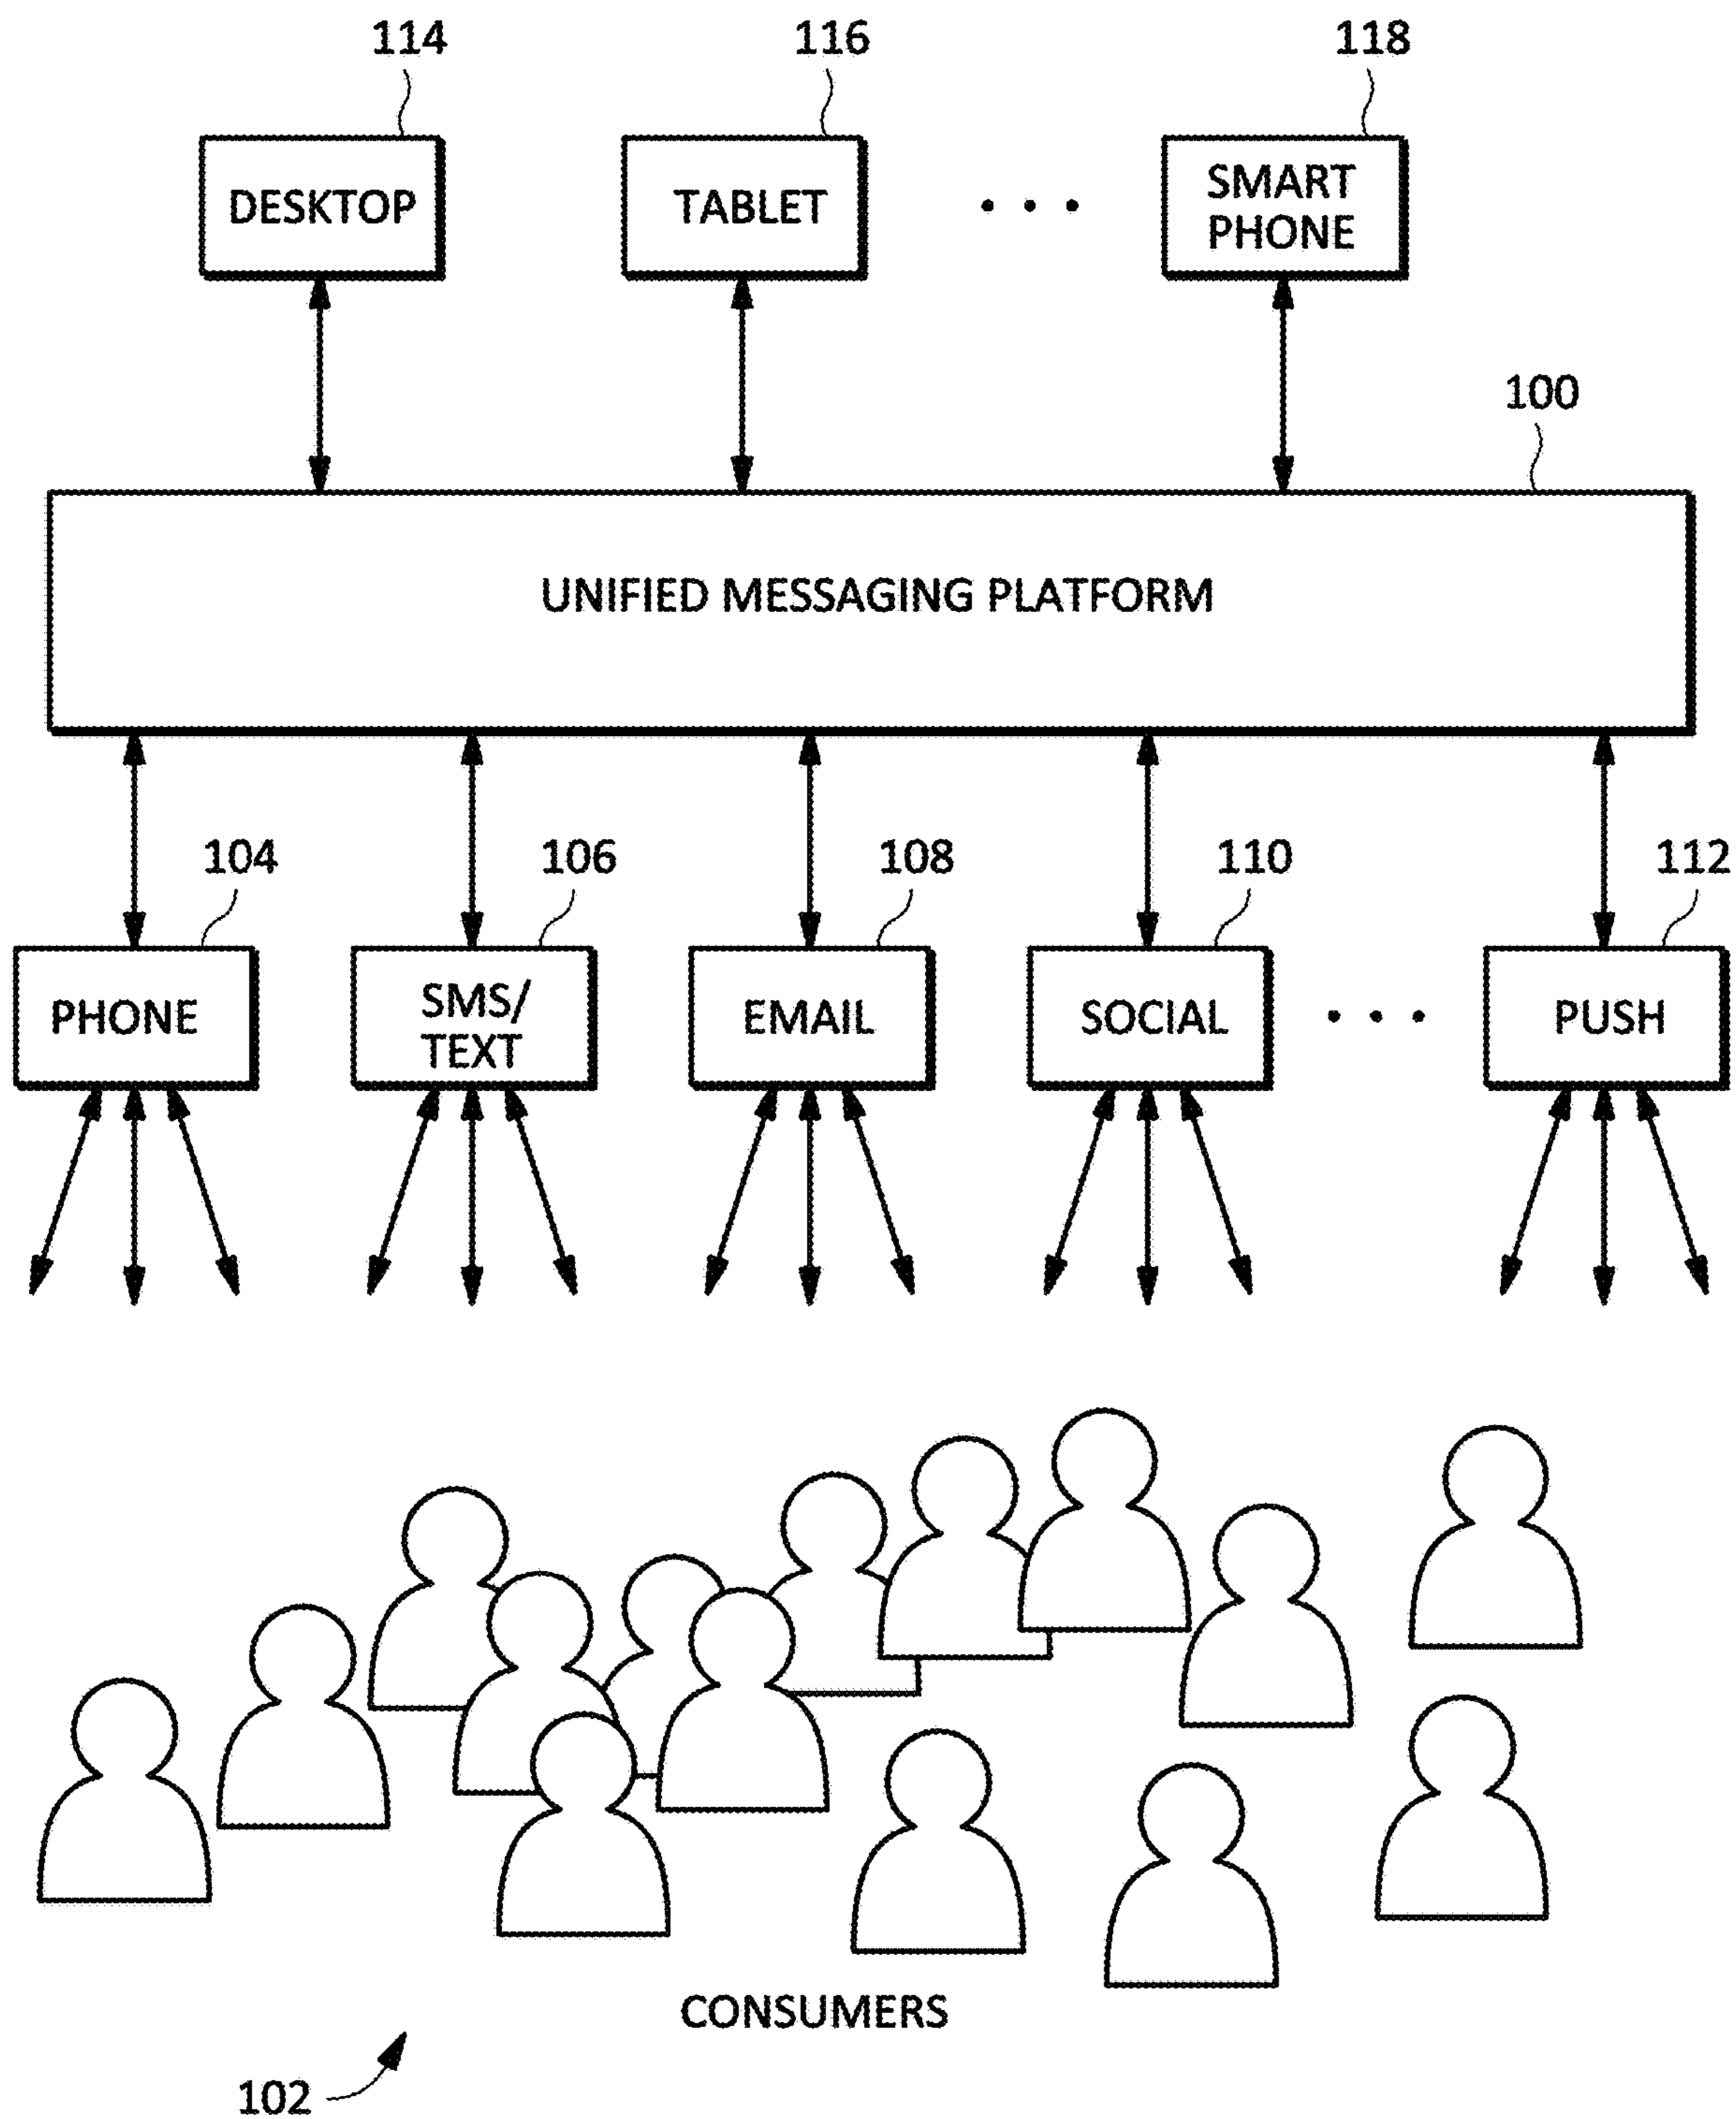 114
116
118
DESKTOP
TABLET
SMART
PHONE
100
UNIFIED MESSAGING PLATFORM
104
106
108
110
112
PHONE
SMS/
TEXT
EMAIL
SOCIAL
PUSH
CONSUMERS
102